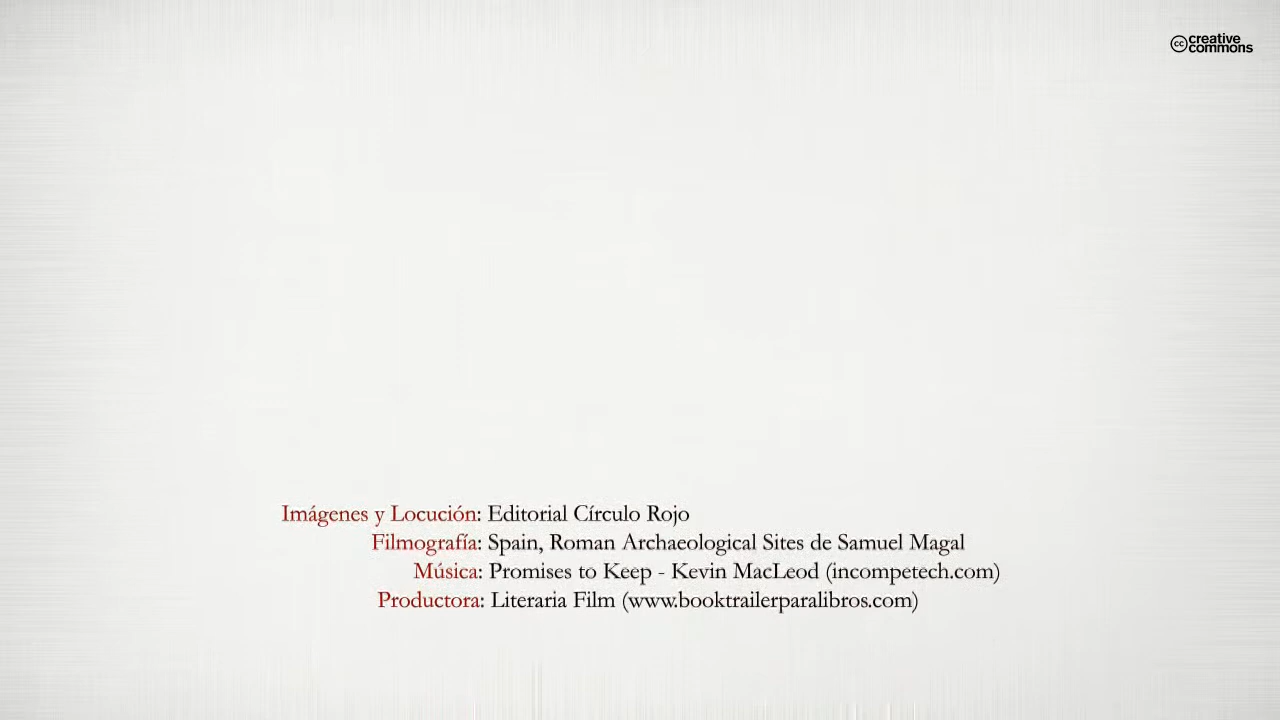 cc creative
commons
Imágenes y Locución: Editorial Círculo Rojo
Filmografía: Spain, Roman Archaeological Sites de Samuel Magal
Música: Promises to Keep - Kevin MacLeod (incompetech.com)
Productora: Literaria Film (www.booktrailerparalibros.com)